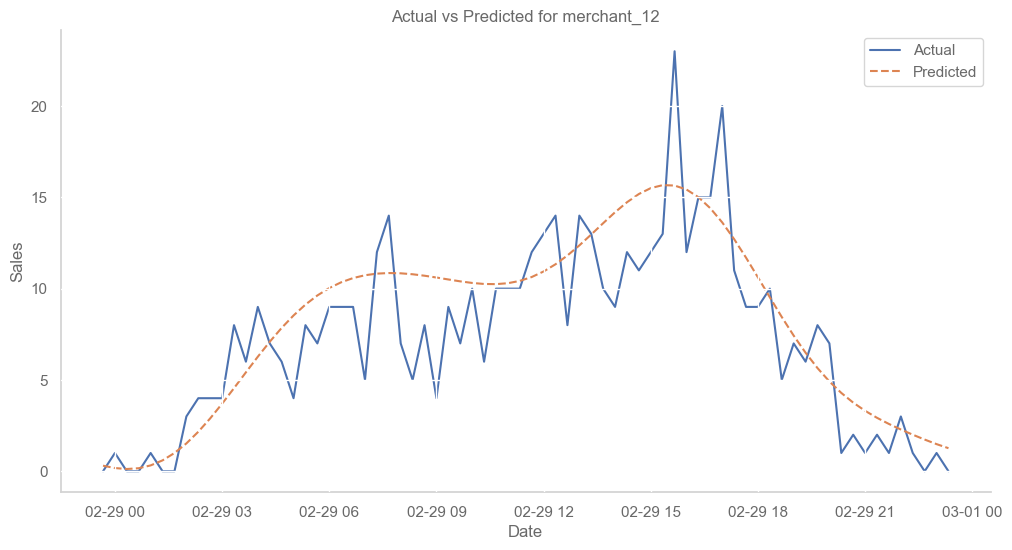 Actual vs Predicted for merchant_12
Actual
Predicted
Sales
20
15
10
5
0
02-29 00 02-29 03 02-29 06 02-29 09 02-29 12 02-29 15 02-29 18 02-29 21 03-01 00
Date